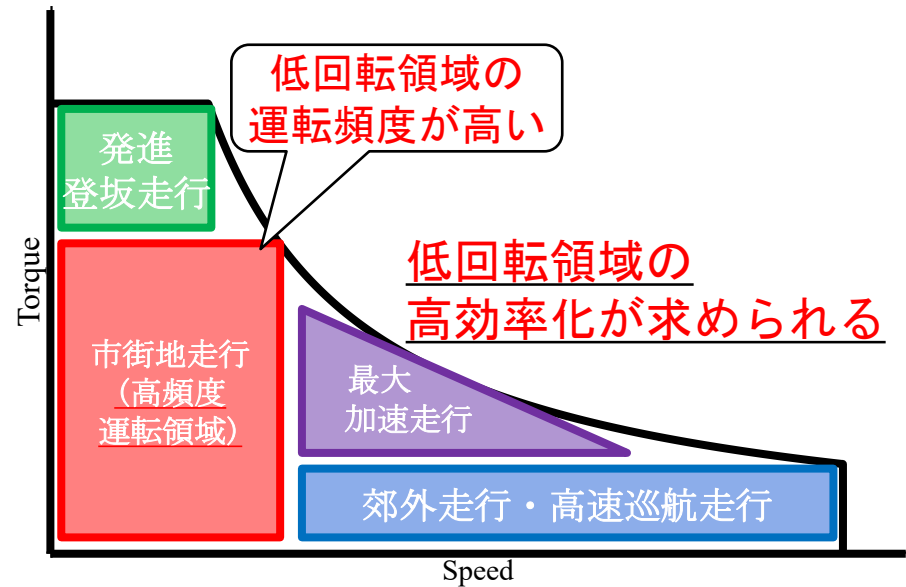 低回転領域の
運転頻度が高い
発進
登坂走行
低回転領域の
高効率化が求められる
Torque
市街地走行
(高頻度
運転領域)
最大
加速走行
郊外走行・高速巡航走行
Speed